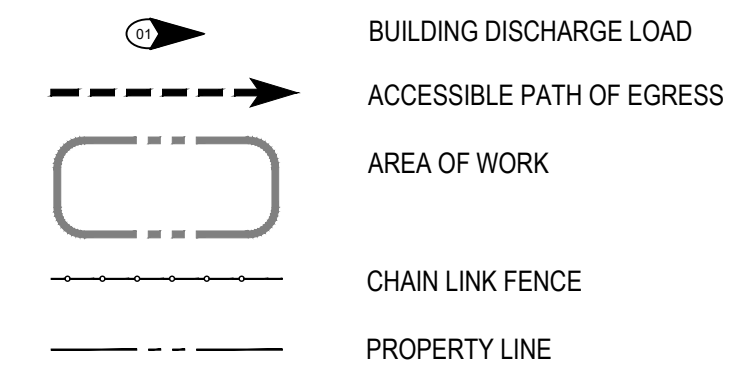 01 BUILDING DISCHARGE LOAD
ACCESSIBLE PATH OF EGRESS
AREA OF WORK
CHAIN LINK FENCE
PROPERTY LINE